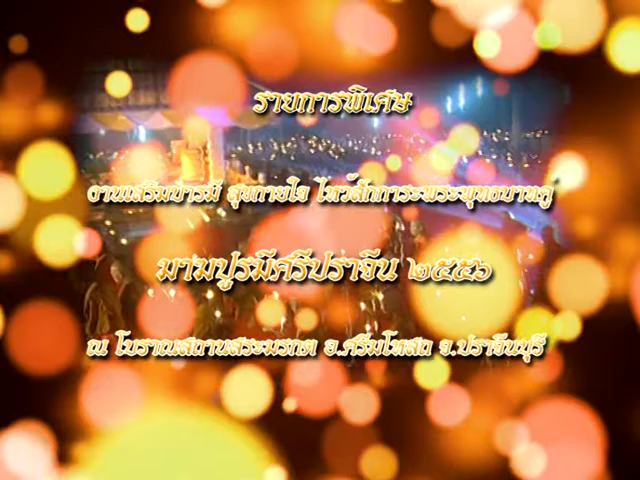 รายการพิเศษ
งานเสริมบารมี สุขกายใจ ไหว้สักการะพระพุทธบาทคู่
มาฆปูรมีศรีปราจีน ๒๕๕๖
ณ โบราณสถานสระมรกต อ.ศรีมโหสถ จ.ปราจีนบุรี